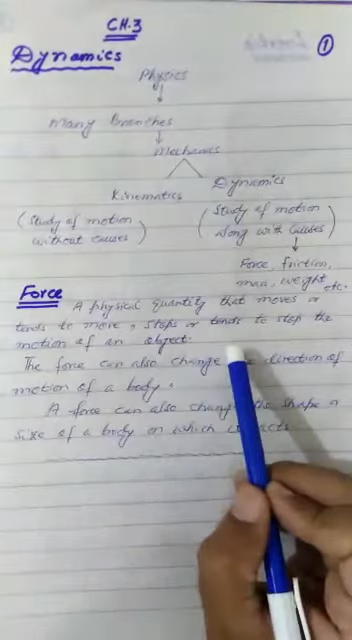 CH.3
①
Dynamics
Physics
Many Branches
Mechanics
Kinematics
Dynamics
(Study of motion without causes)
(Study of motion along with causes)
Force, friction,
mass, weight etc.
Force
A physical quantity that moves or
tends to move, stops or tends to stop the
motion of an object.
The force can also change direction of
motion of a body.
A force can also change the shape or
size of a body on which it acts